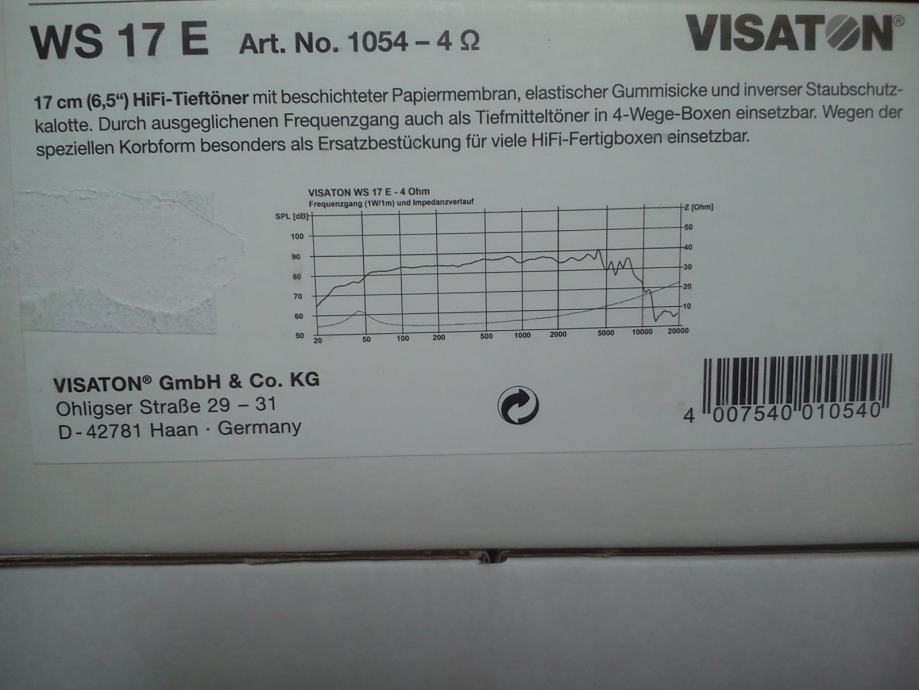 WS 17 E Art. No. 1054 – 4 Ω VISATON®
17 cm (6,5“) HiFi-Tieftöner mit beschichteter Papiermembran, elastischer Gummisicke und inverser Staubschutz-
kalotte. Durch ausgeglichenen Frequenzgang auch als Tiefmitteltöner in 4-Wege-Boxen einsetzbar. Wegen der
speziellen Korbform besonders als Ersatzbestückung für viele HiFi-Fertigboxen einsetzbar.
VISATON WS 17 E - 4 Ohm
Frequenzgang (1W/1m) und Impedanzverlauf
SPL [dB] Z [Ohm]
50
100 40
90
80 30
70 20
60 10
50
20 50 100 200 500 1000 2000 5000 10000 20000
VISATON® GmbH & Co. KG
Ohligser Straße 29 – 31
D-42781 Haan · Germany
4 007540 010540